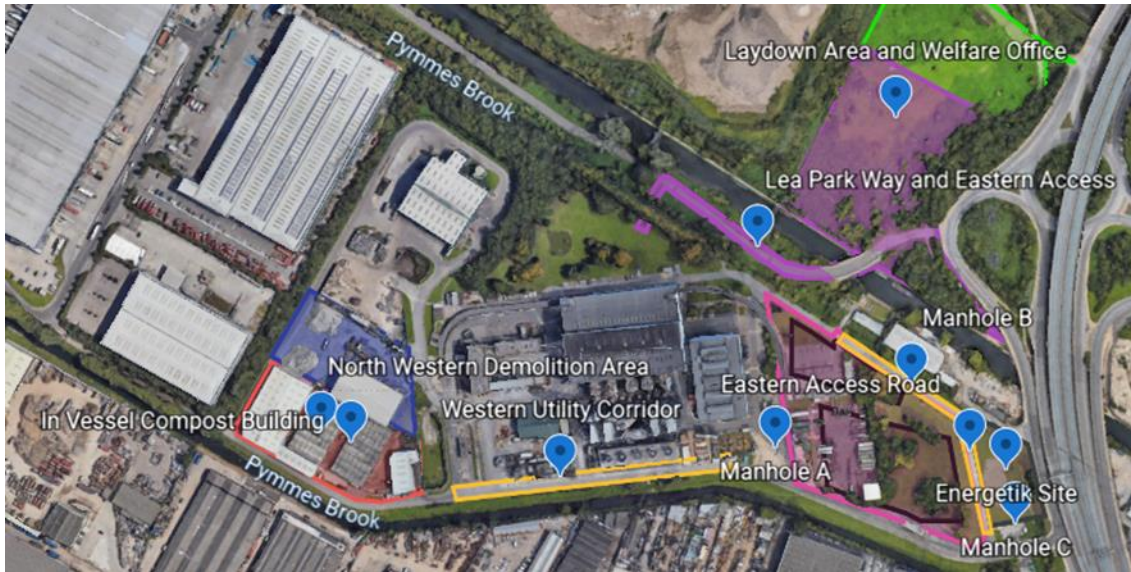 Pymmes Brook
Laydown Area and Welfare Office
Lea Park Way and Eastern Access
Manhole B
North Western Demolition Area
Eastern Access Road
In Vessel Compost Building
Western Utility Corridor
Manhole A
Pymmes Brook
Energetik Site
Manhole C